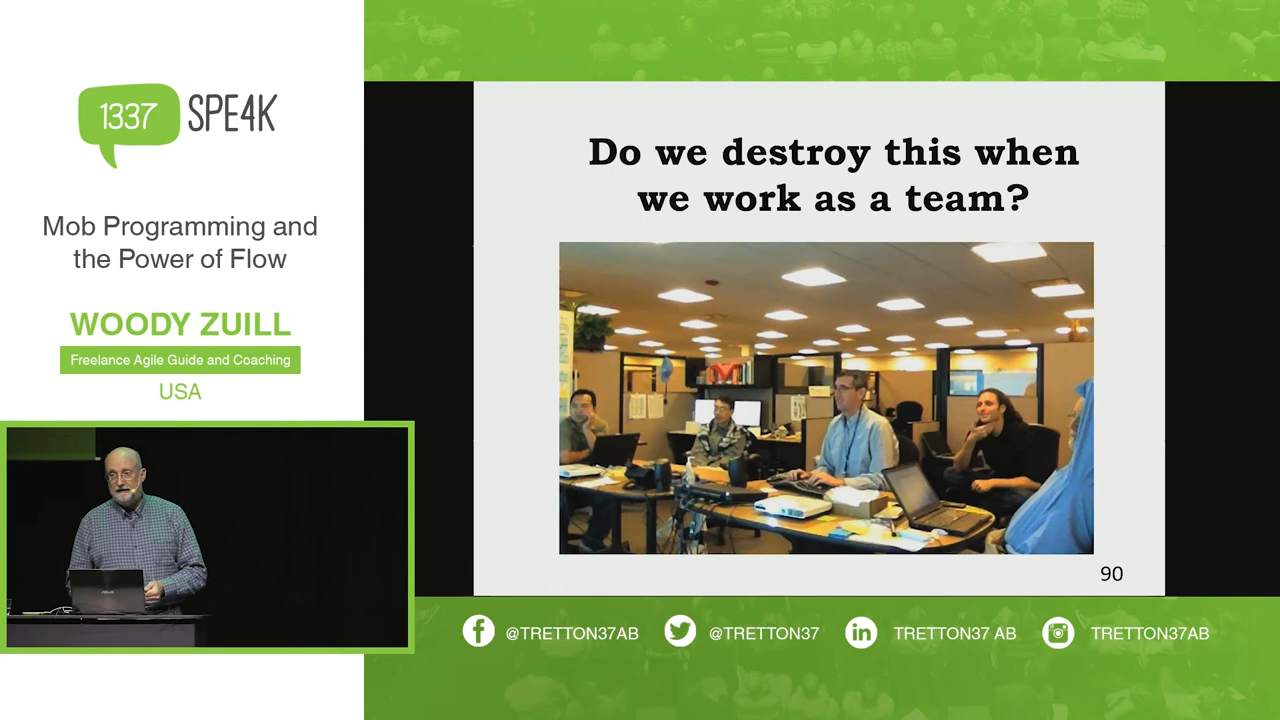 1337
SPE4K
Mob Programming and
the Power of Flow
WOODY ZUILL
Freelance Agile Guide and Coaching
USA
Do we destroy this when
we work as a team?
90
@TRETTON37AB
@TRETTON37
TRETTON37 AB
TRETTON37AB